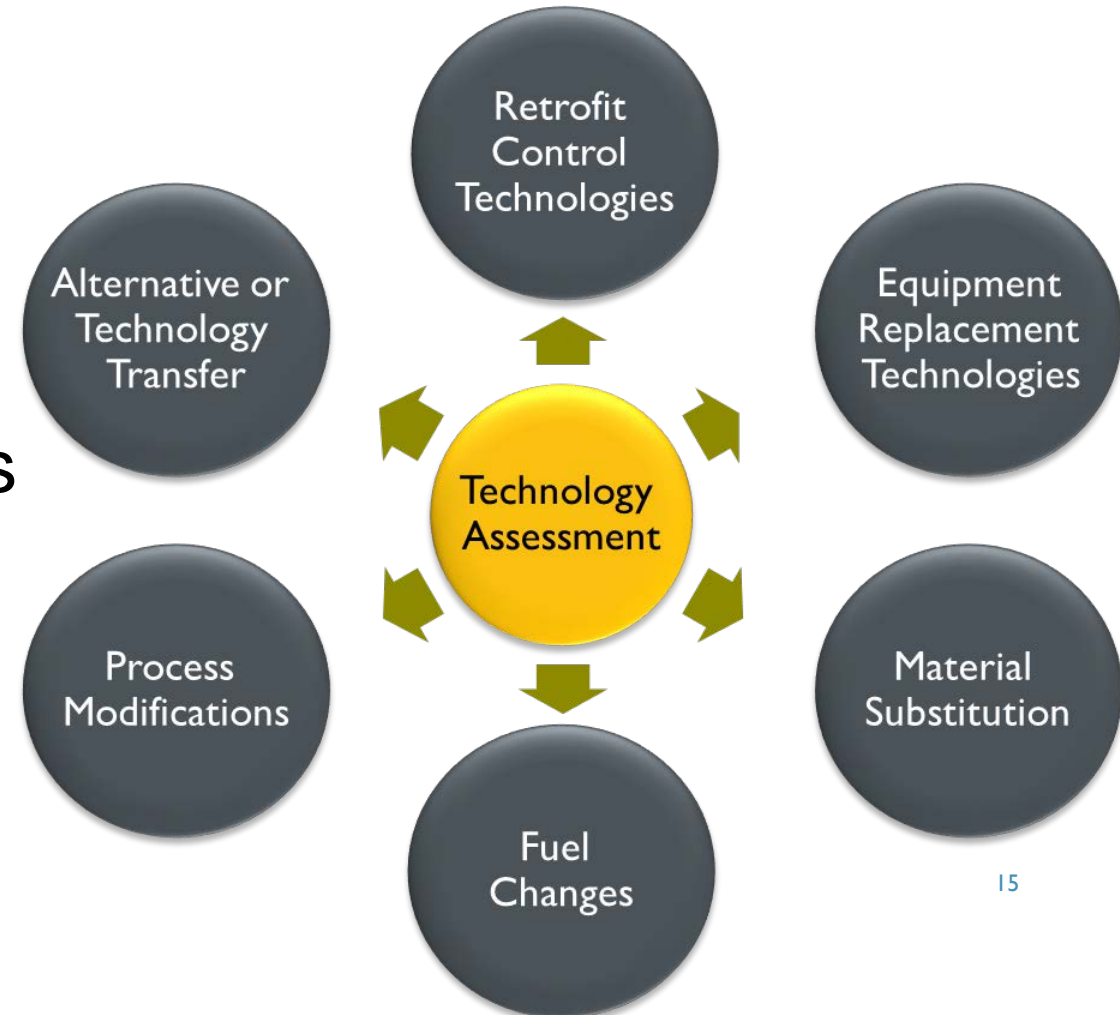 Retrofit
Control
Technologies
Alternative or
Technology
Transfer
Equipment
Replacement
Technologies
s
Technology
Assessment
Process
Modifications
Material
Substitution
Fuel
Changes
15